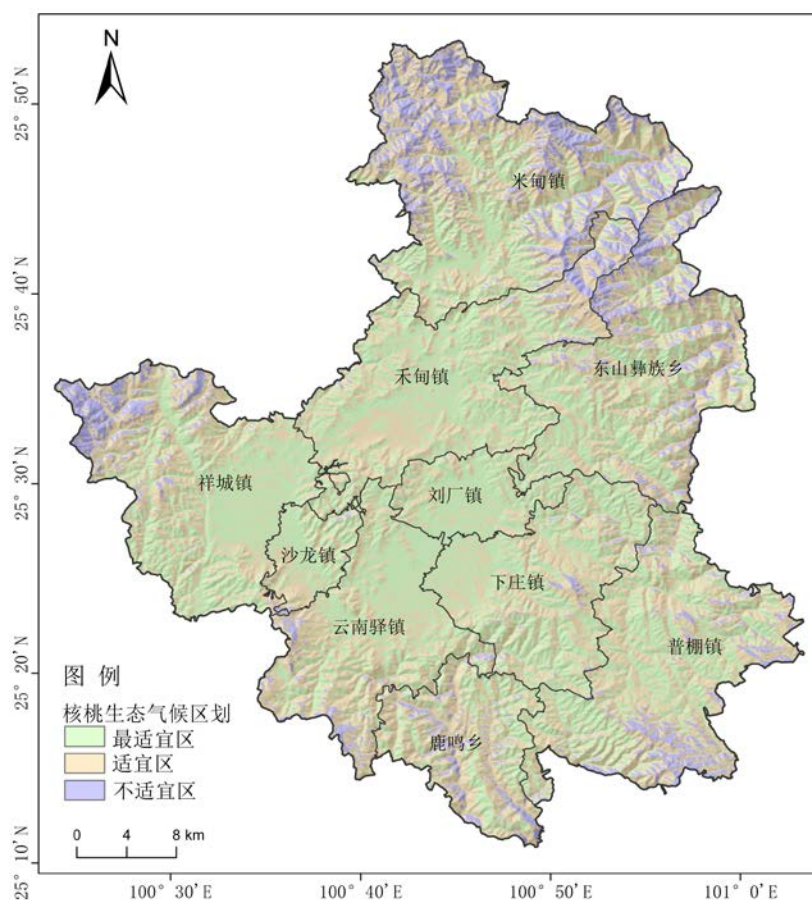 N
25° 50′ N
米甸镇
25° 40′ N
东山彝族乡
禾甸镇
25° 30′ N
祥城镇
刘厂镇
沙龙镇
下庄镇
云南驿镇
普棚镇
25° 20′ N
图 例
核桃生态气候区划
最适宜区
适宜区
不适宜区
鹿鸣乡
0 4 8 km
25° 10′ N
100° 30′ E 100° 40′ E 100° 50′ E 101° 0′ E